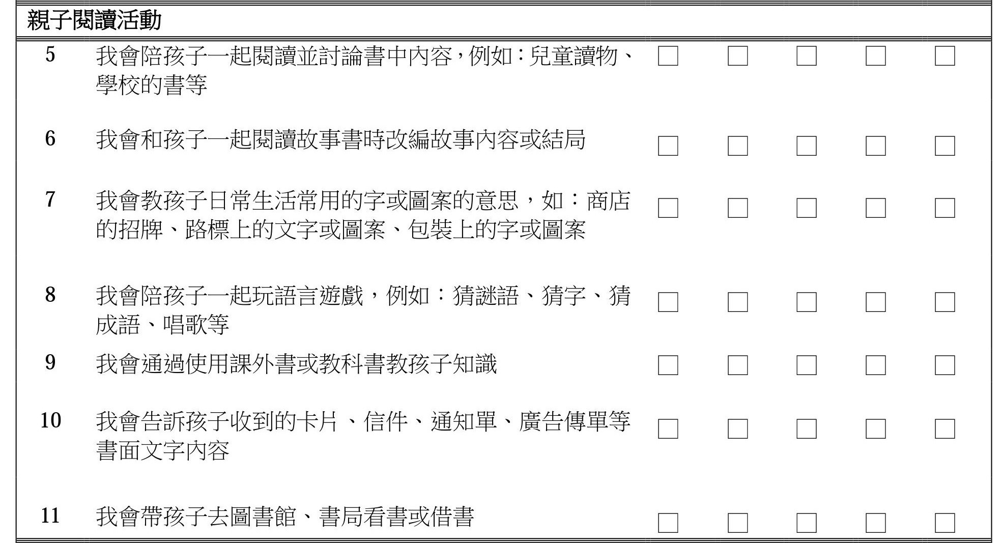 親子閱讀活動
5 我會陪孩子一起閱讀並討論書中內容，例如：兒童讀物、 □ □ □ □ □
學校的書等
6 我會和孩子一起閱讀故事書時改編故事內容或結局 □ □ □ □ □
7 我會教孩子日常生活常用的字或圖案的意思，如：商店 □ □ □ □ □
的招牌、路標上的文字或圖案、包裝上的字或圖案
8 我會陪孩子一起玩語言遊戲，例如：猜謎語、猜字、猜 □ □ □ □ □
成語、唱歌等
9 我會通過使用課外書或教科書教孩子知識 □ □ □ □ □
10 我會告訴孩子收到的卡片、信件、通知單、廣告傳單等 □ □ □ □ □
書面文字內容
11 我會帶孩子去圖書館、書局看書或借書 □ □ □ □ □